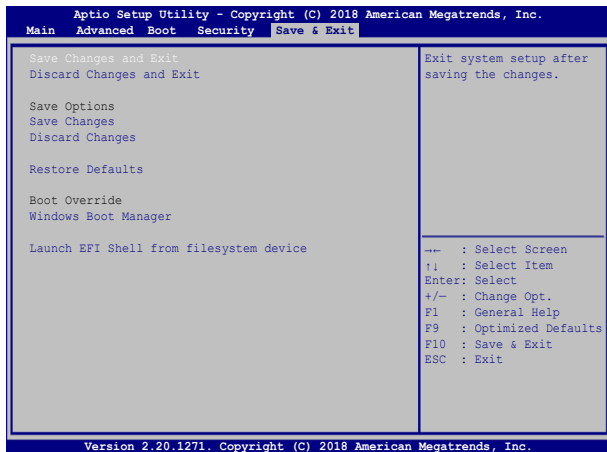 Aptio Setup Utility - Copyright (C) 2018 American Megatrends, Inc.
Main Advanced Boot Security Save & Exit
Save Changes and Exit
Discard Changes and Exit
Save Options
Save Changes
Discard Changes
Restore Defaults
Boot Override
Windows Boot Manager
Launch EFI Shell from filesystem device
Exit system setup after
saving the changes.
→← : Select Screen
↑↓ : Select Item
Enter: Select
+/— : Change Opt.
F1 : General Help
F9 : Optimized Defaults
F10 : Save & Exit
ESC : Exit
Version 2.20.1271. Copyright (C) 2018 American Megatrends, Inc.